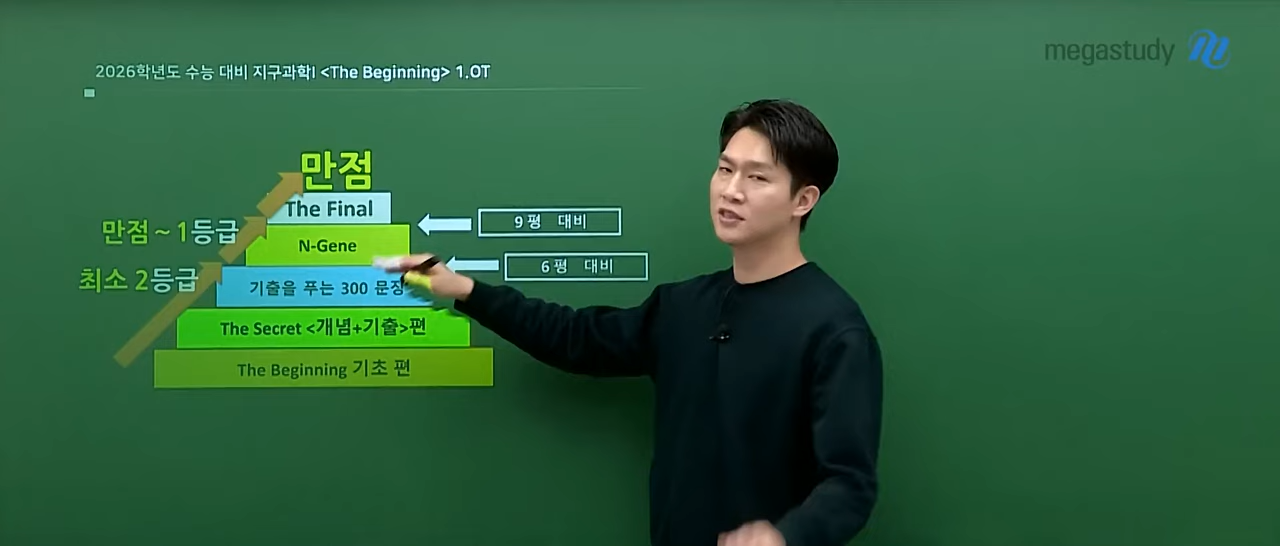 megastudy
2026학년도 수능 대비 지구과학I <The Beginning> 1.OT
만점
The Final
만점 ~ 1등급
9평 대비
N-Gene
6평 대비
최소 2등급
기출을 푸는 300 문장
The Secret <개념+기출>편
The Beginning 기초 편